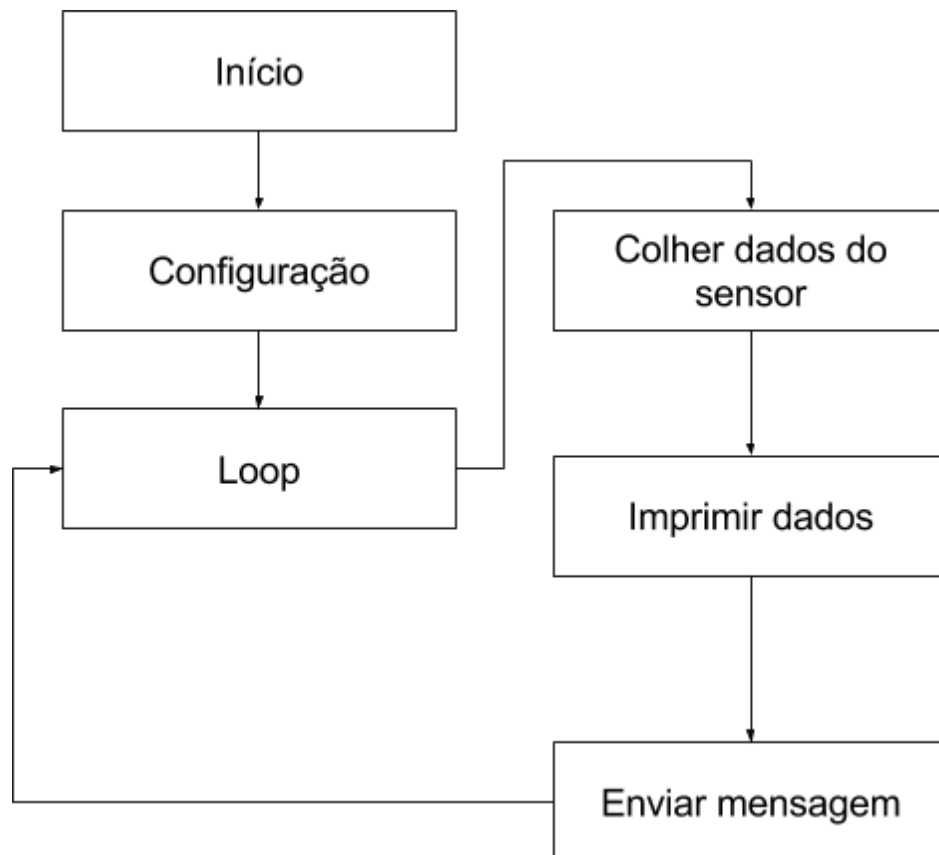 Início
Configuração
Loop
Colher dados do
sensor
Imprimir dados
Enviar mensagem